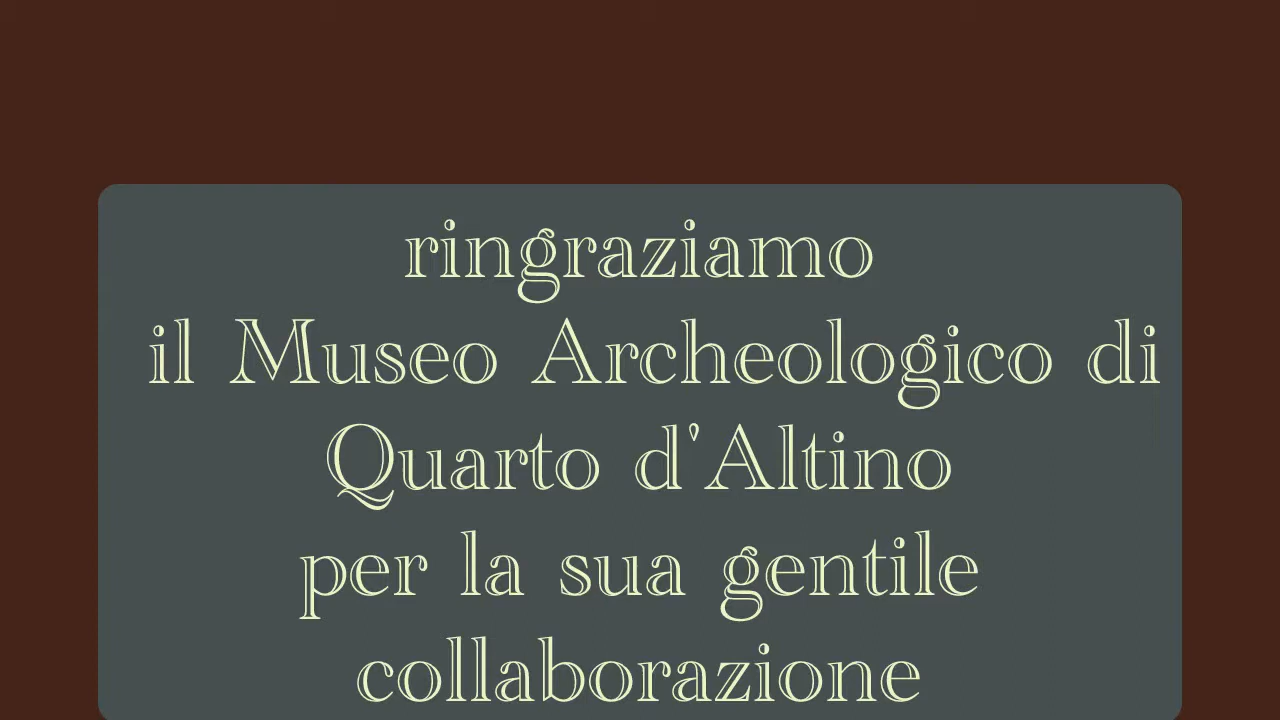 ringraziamo
il Museo Archeologico di
Quarto d'Altino
per la sua gentile
collaborazione